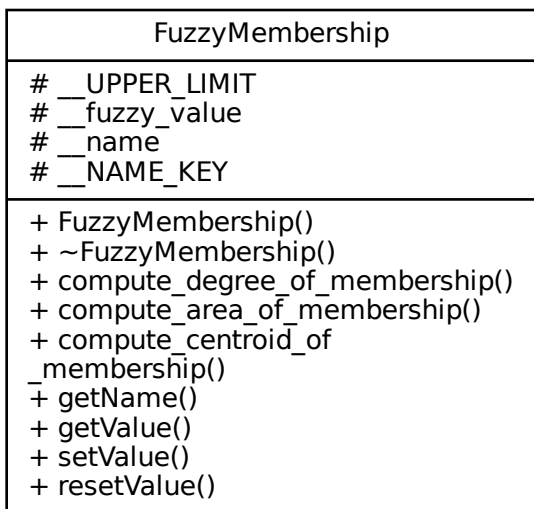 FuzzyMembership
# __UPPER_LIMIT
# __fuzzy_value
# __name
# __NAME_KEY
+ FuzzyMembership()
+ ~FuzzyMembership()
+ compute_degree_of_membership()
+ compute_area_of_membership()
+ compute_centroid_of
_membership()
+ getName()
+ getValue()
+ setValue()
+ resetValue()